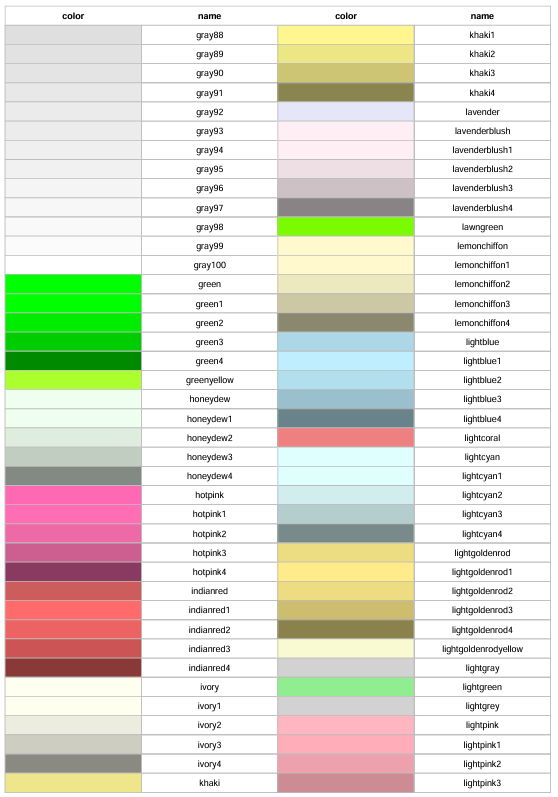 color name color name
gray88 khaki1
gray89 khaki2
gray90 khaki3
gray91 khaki4
gray92 lavender
gray93 lavenderblush
gray94 lavenderblush1
gray95 lavenderblush2
gray96 lavenderblush3
gray97 lavenderblush4
gray98 lawngreen
gray99 lemonchiffon
gray100 lemonchiffon1
green lemonchiffon2
green1 lemonchiffon3
green2 lemonchiffon4
green3 lightblue
green4 lightblue1
greenyellow lightblue2
honeydew lightblue3
honeydew1 lightblue4
honeydew2 lightcoral
honeydew3 lightcyan
honeydew4 lightcyan1
hotpink lightcyan2
hotpink1 lightcyan3
hotpink2 lightcyan4
hotpink3 lightgoldenrod
hotpink4 lightgoldenrod1
indianred lightgoldenrod2
indianred1 lightgoldenrod3
indianred2 lightgoldenrod4
indianred3 lightgoldenrodyellow
indianred4 lightgray
ivory lightgreen
ivory1 lightgrey
ivory2 lightpink
ivory3 lightpink1
ivory4 lightpink2
khaki lightpink3